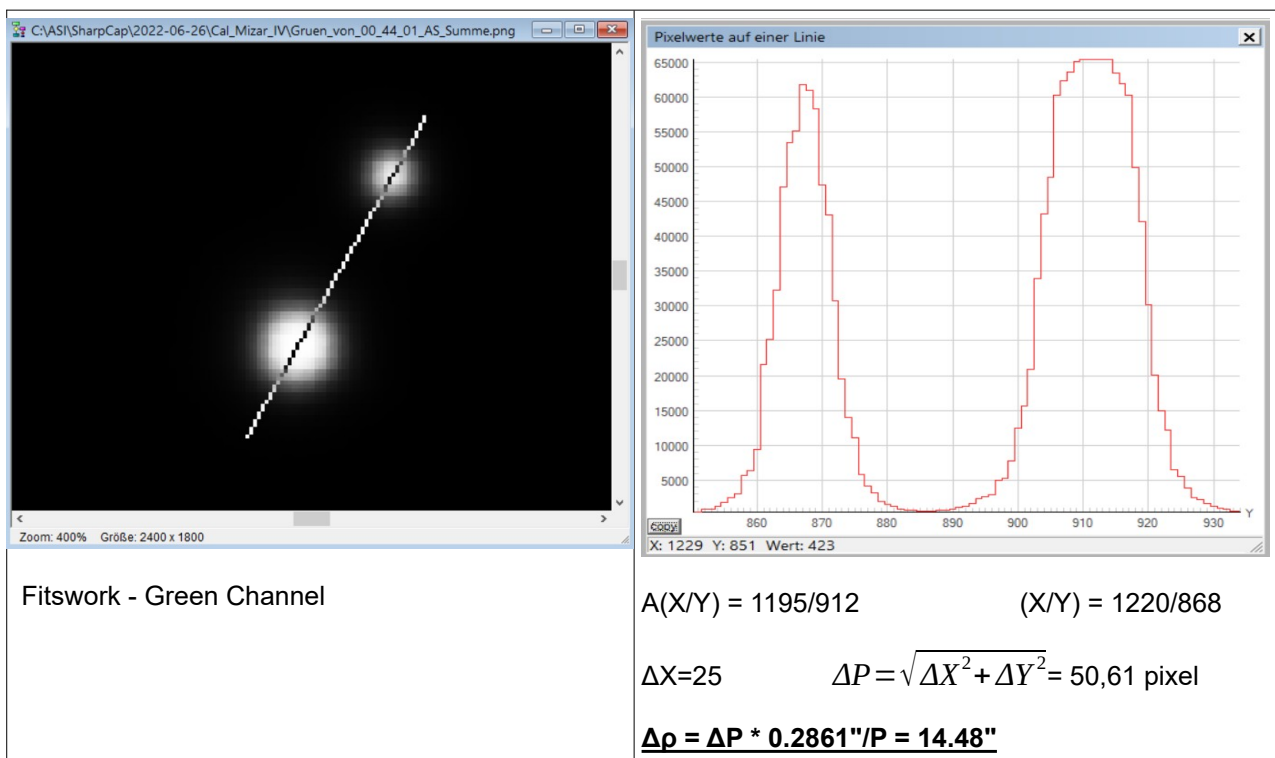 C:\ASI\SharpCap\2022-06-26\Cal_Mizar_IV\Gruen_von_00_44_01_AS_Summe.png
Zoom: 400% Größe: 2400 x 1800
Fitswork - Green Channel
Pixelwerte auf einer Linie
65000
60000
55000
50000
45000
40000
35000
30000
25000
20000
15000
10000
5000
860 870 880 890 900 910 920 930 Y
copy
X: 1229 Y: 851 Wert: 423
A(X/Y) = 1195/912 (X/Y) = 1220/868
ΔX=25 ΔP=√ΔX²+ΔY²= 50,61 pixel
Δρ = ΔP * 0.2861"/P = 14.48"